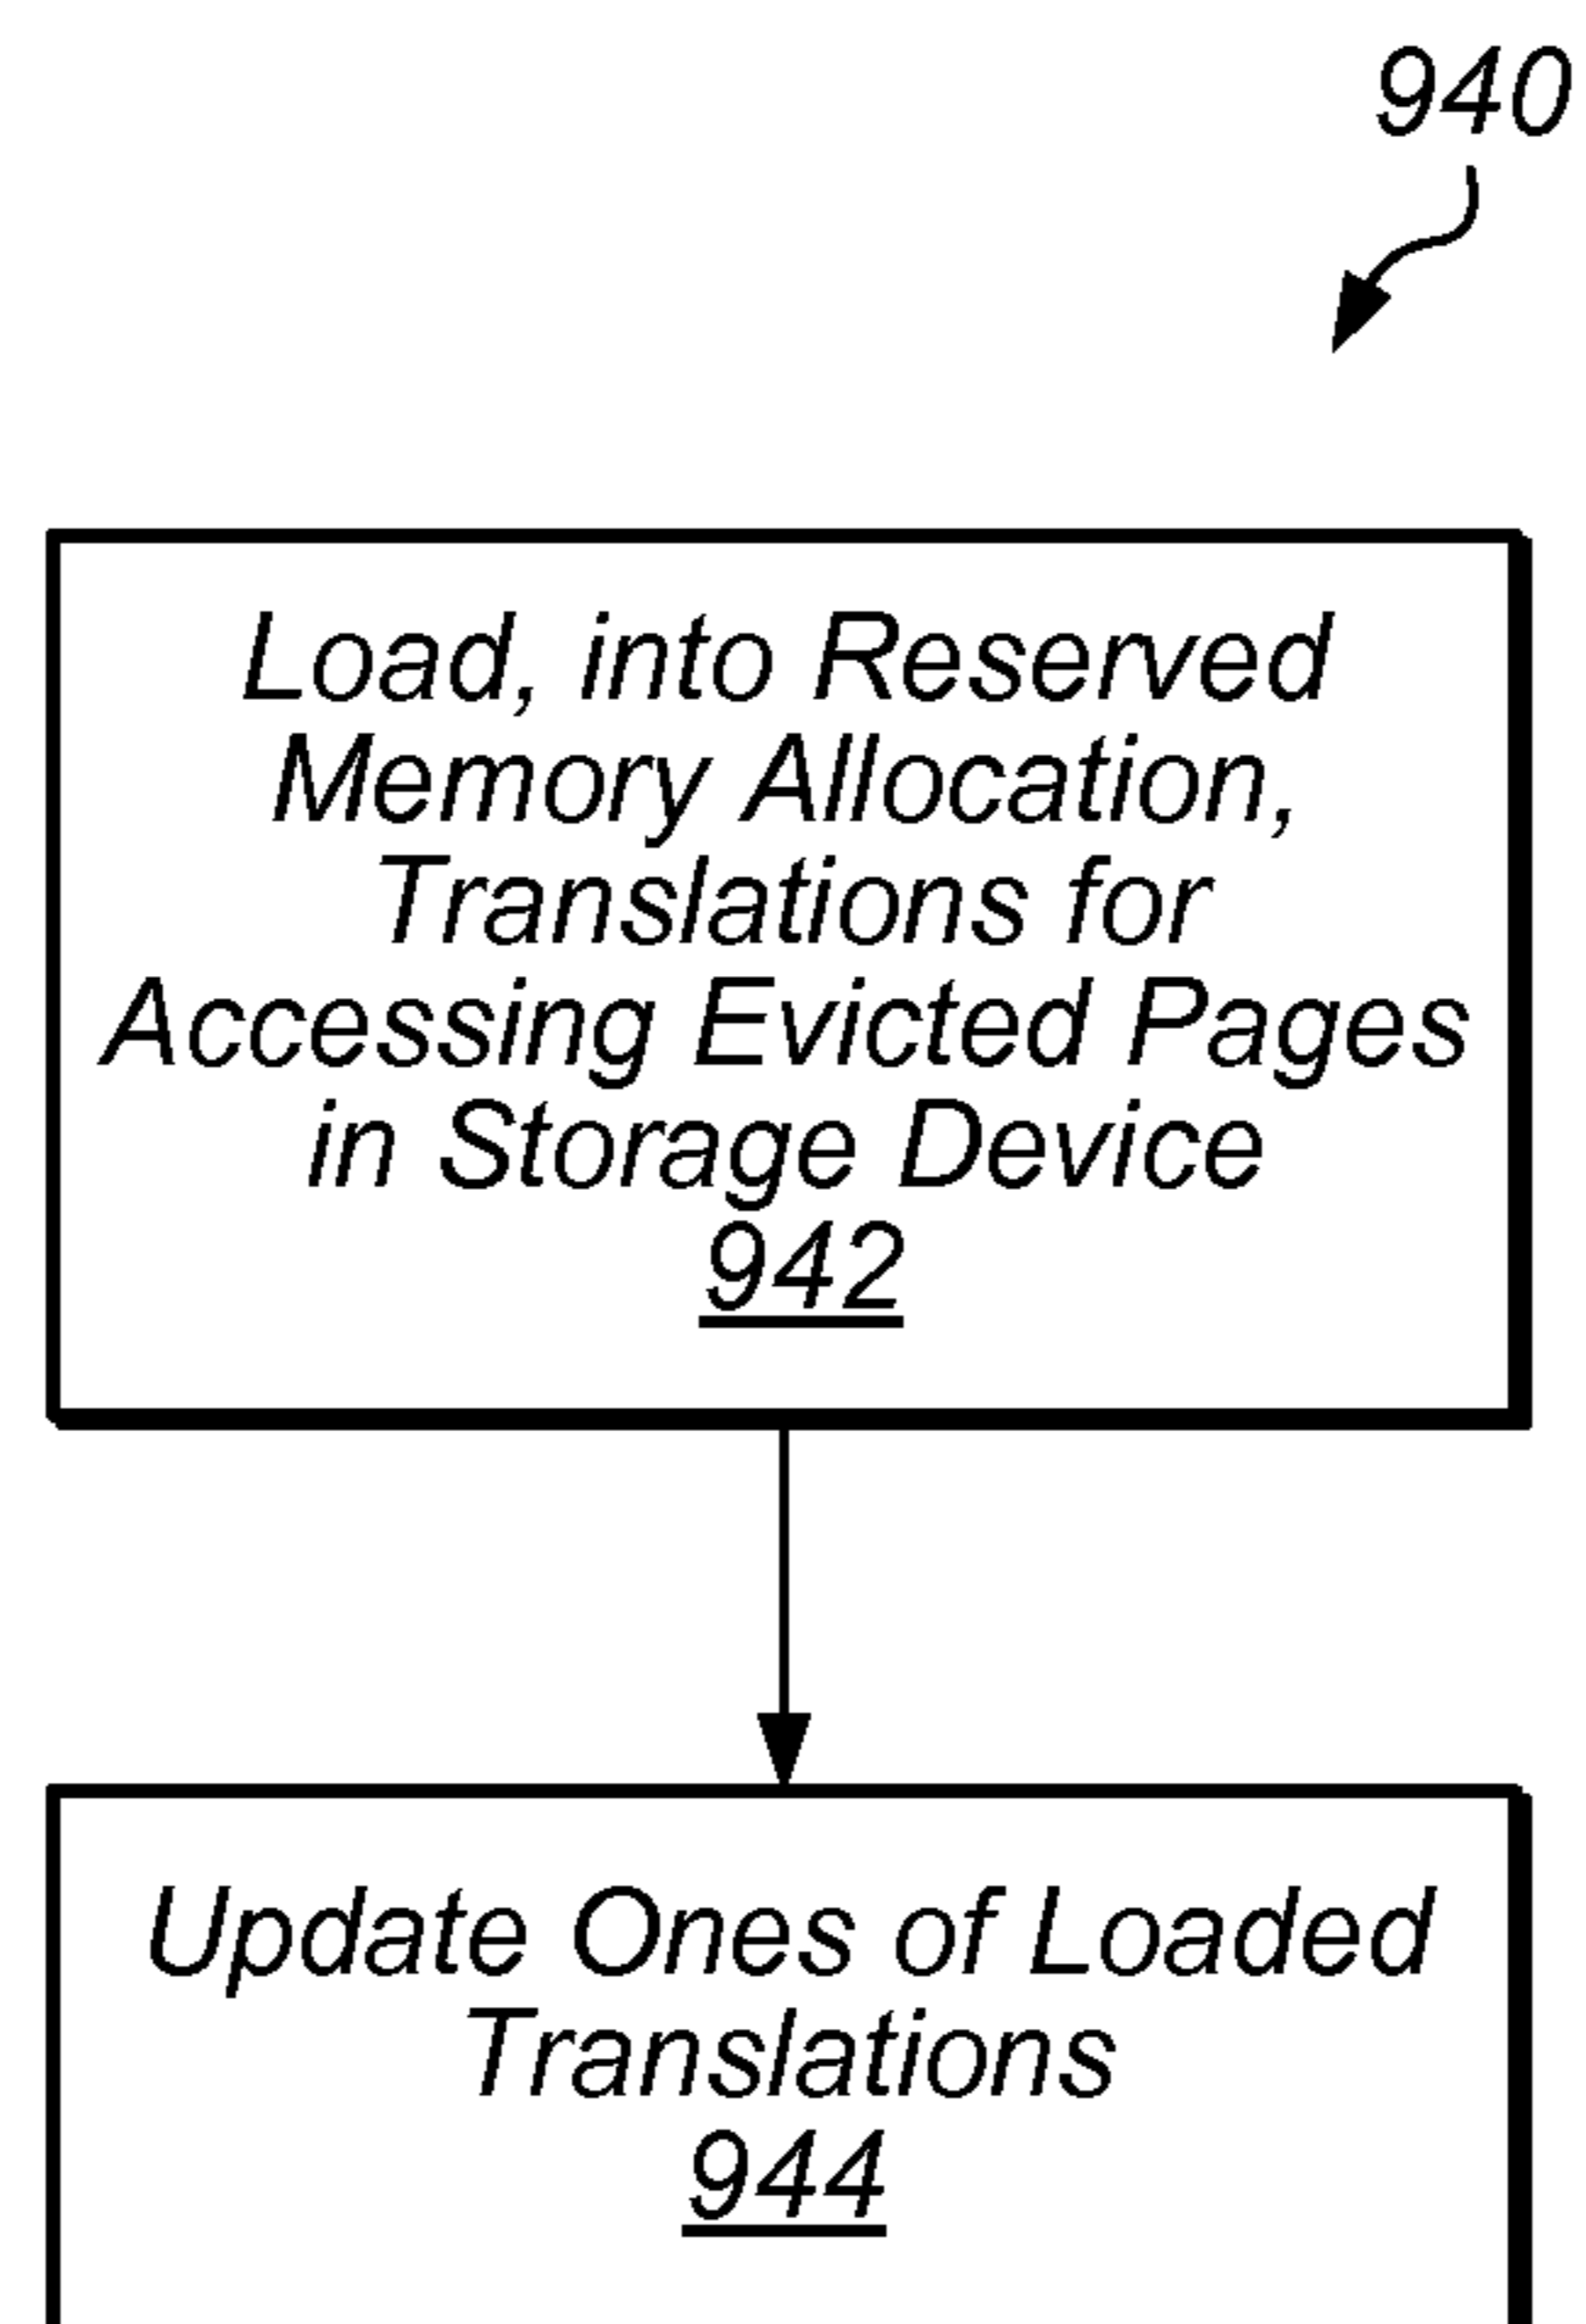 940
Load, into Reserved
Memory Allocation,
Translations for
Accessing Evicted Pages
in Storage Device
942
Update Ones of Loaded
Translations
944